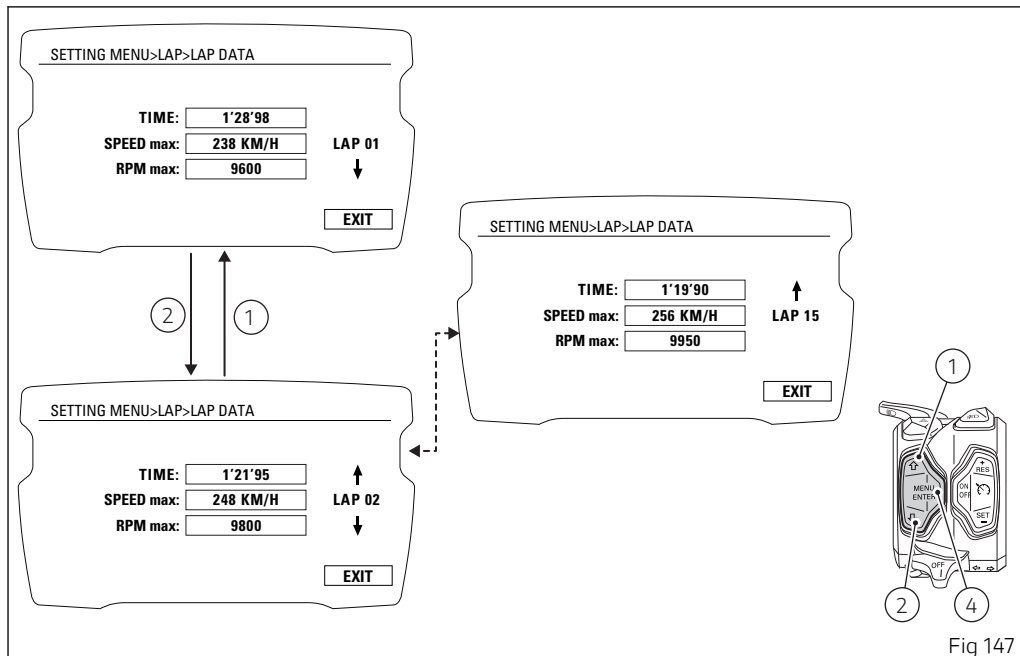 SETTING MENU>LAP>LAP DATA
TIME: 1'28'98
SPEED max: 238 KM/H LAP 01
RPM max: 9600
EXIT
2
1
SETTING MENU>LAP>LAP DATA
TIME: 1'21'95
SPEED max: 248 KM/H LAP 02
RPM max: 9800
EXIT
SETTING MENU>LAP>LAP DATA
TIME: 1'19'90
SPEED max: 256 KM/H LAP 15
RPM max: 9950
EXIT
1
+
RES
MENU
ENTER
ON
OFF
SET
-
OFF
2
4
Fig 147